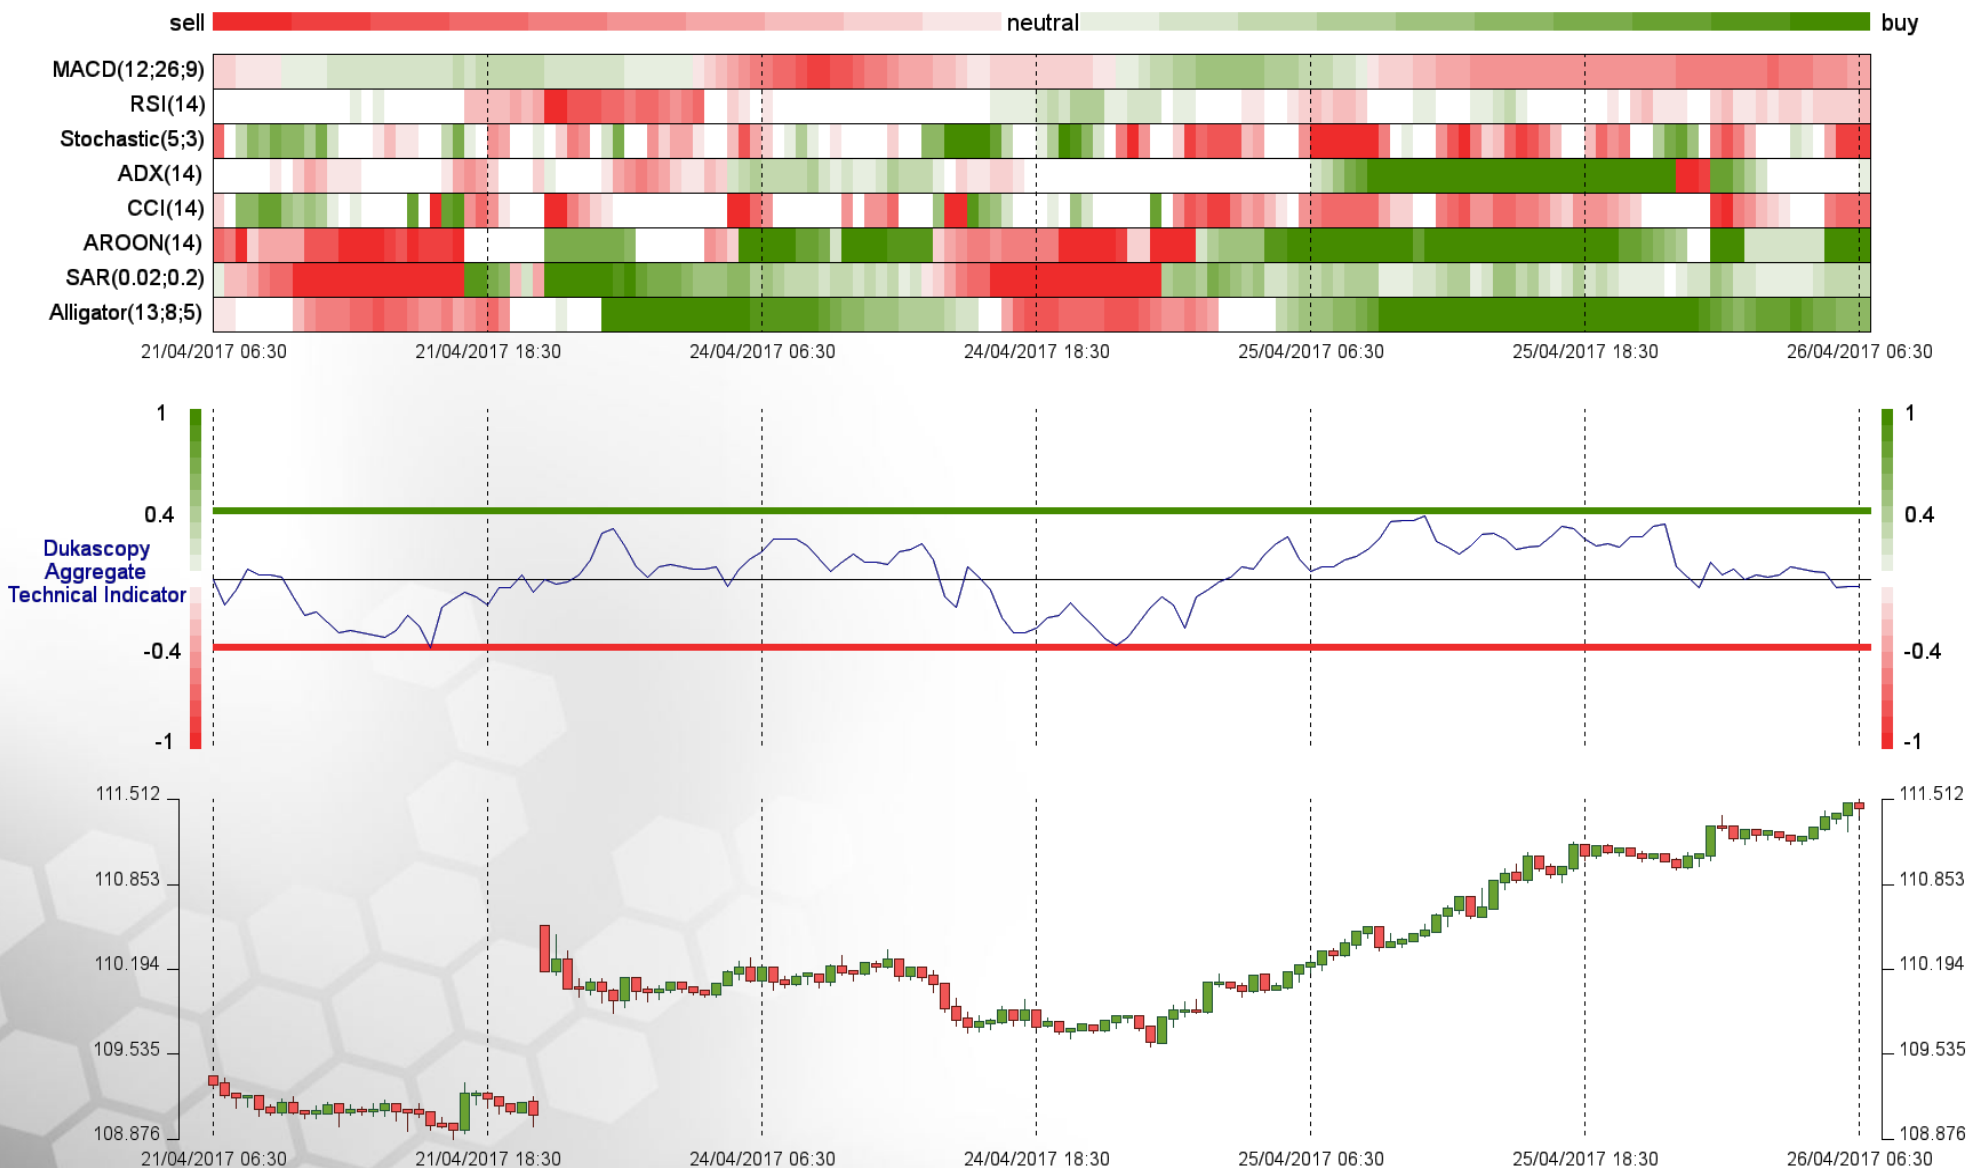 sell neutral buy
MACD(12;26;9)
RSI(14)
Stochastic(5;3)
ADX(14)
CCI(14)
AROON(14)
SAR(0.02;0.2)
Alligator(13;8;5)
21/04/2017 06:30 21/04/2017 18:30 24/04/2017 06:30 24/04/2017 18:30 25/04/2017 06:30 25/04/2017 18:30 26/04/2017 06:30
1 1
0.4 0.4
Dukascopy
Aggregate
Technical Indicator
-0.4 -0.4
-1 -1
111.512 111.512
110.853 110.853
110.194 110.194
109.535 109.535
108.876 108.876
21/04/2017 06:30 21/04/2017 18:30 24/04/2017 06:30 24/04/2017 18:30 25/04/2017 06:30 25/04/2017 18:30 26/04/2017 06:30